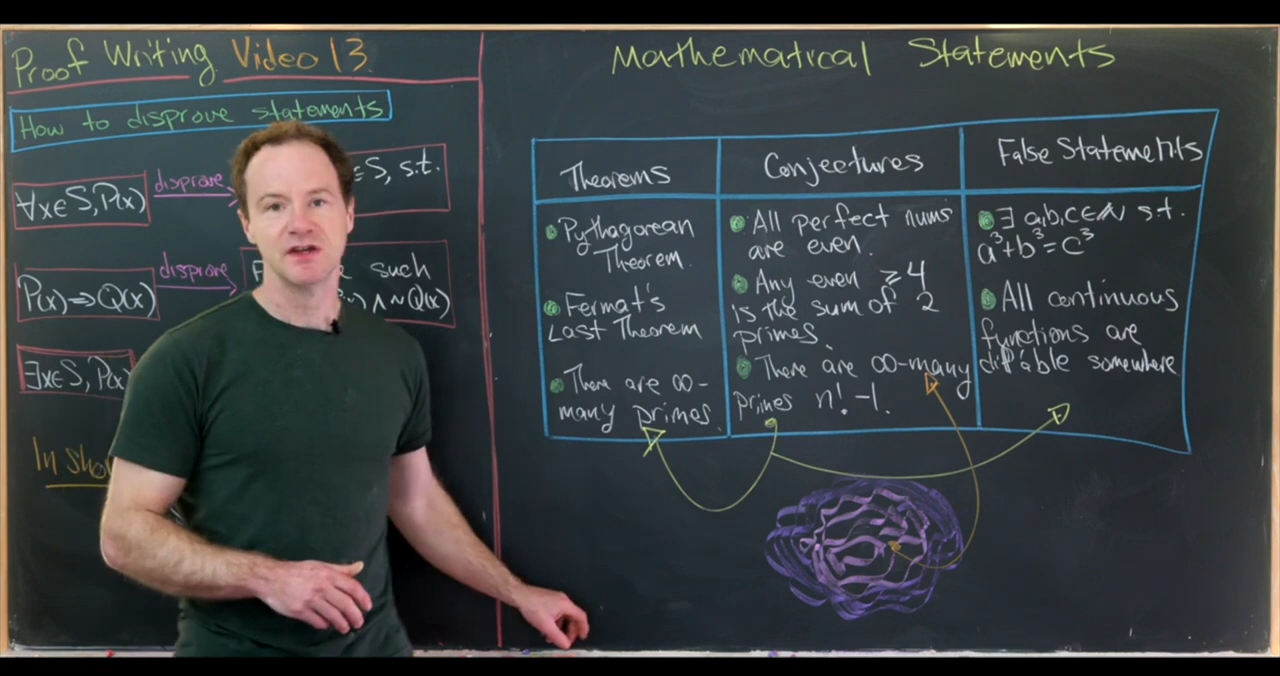 Proof Writing Video 13
How to disprove statements
∀x∈S, P(x) disprove ∈S, s.t.
P(x)⇒Q(x) disprove such
∧~Q(x)
∃x∈S, P(x)
In
Mathematical Statements
Theorems
Pythagorean
Theorem.
Fermat's
Last Theorem
There are ∞-
many primes.
Conjectures
All perfect nums
are even.
Any even ≥4
is the sum of 2
primes.
There are ∞-many
primes n!-1.
False Statements
∃ a,b,c∈ℕ s.t.
a³+b³=c³
All continuous
functions are
diff'able somewhere